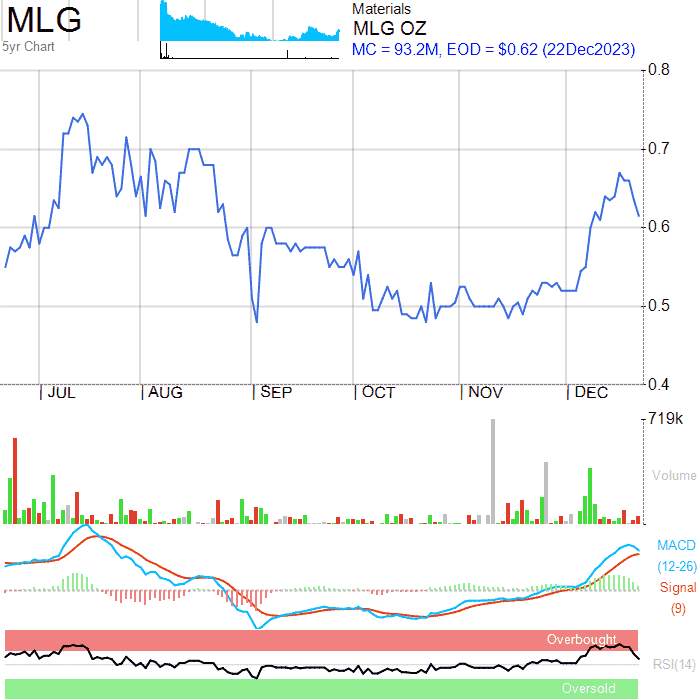 MLG
5yr Chart
Materials
MLG OZ
MC = 93.2M, EOD = $0.62 (22Dec2023)
0.8
0.7
0.6
0.5
0.4
JUL AUG SEP OCT NOV DEC
719k
Volume
MACD
(12-26)
Signal
(9)
Overbought
RSI(14)
Oversold